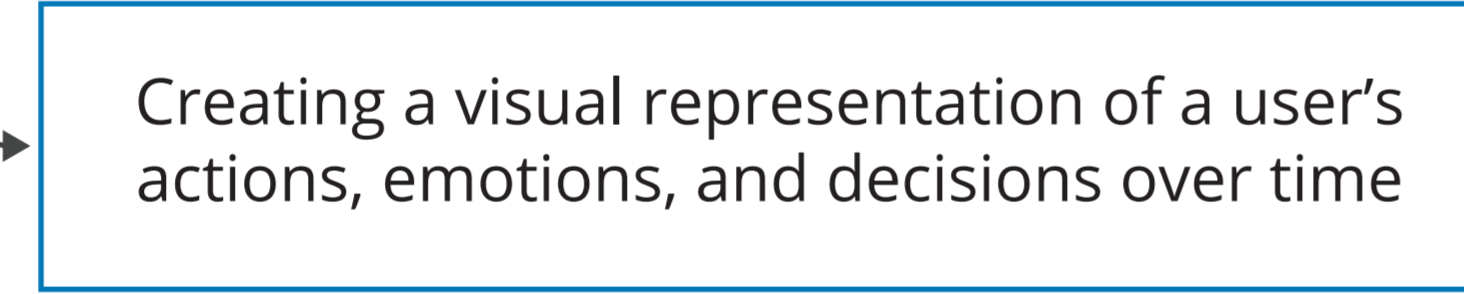 Creating a visual representation of a user’s
actions, emotions, and decisions over time